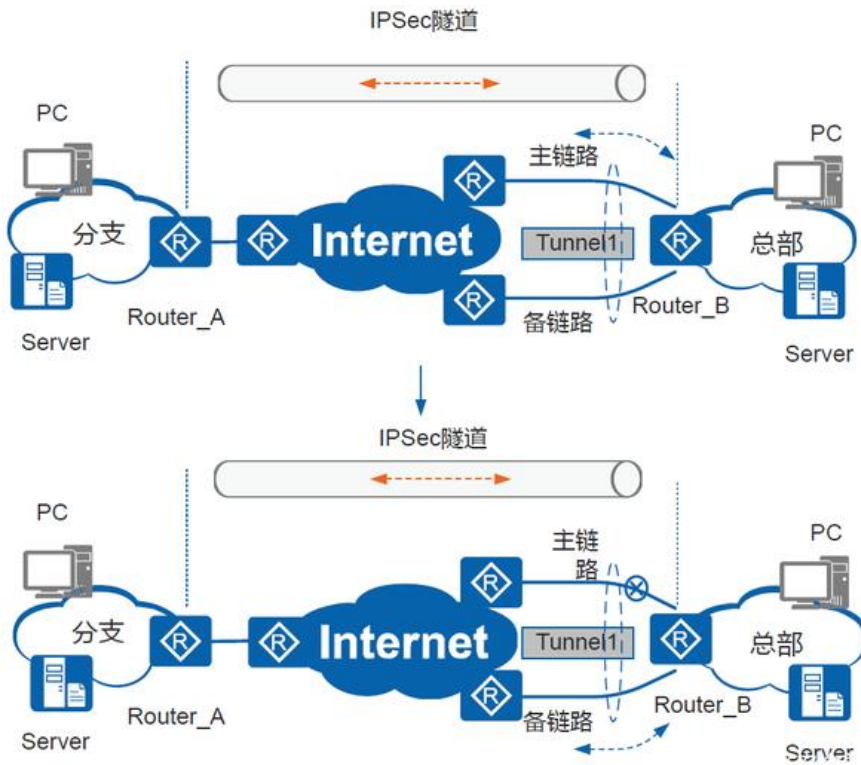 IPSec隧道
PC
主链路
PC
分支
R
R
Internet
R
Tunnel1
R
总部
R
Router_A
备链路
Router_B
Server
Server
IPSec隧道
PC
主链
路
PC
分支
R
R
Internet
R
Tunnel1
R
总部
R
Router_A
备链路
Router_B
Server
Server